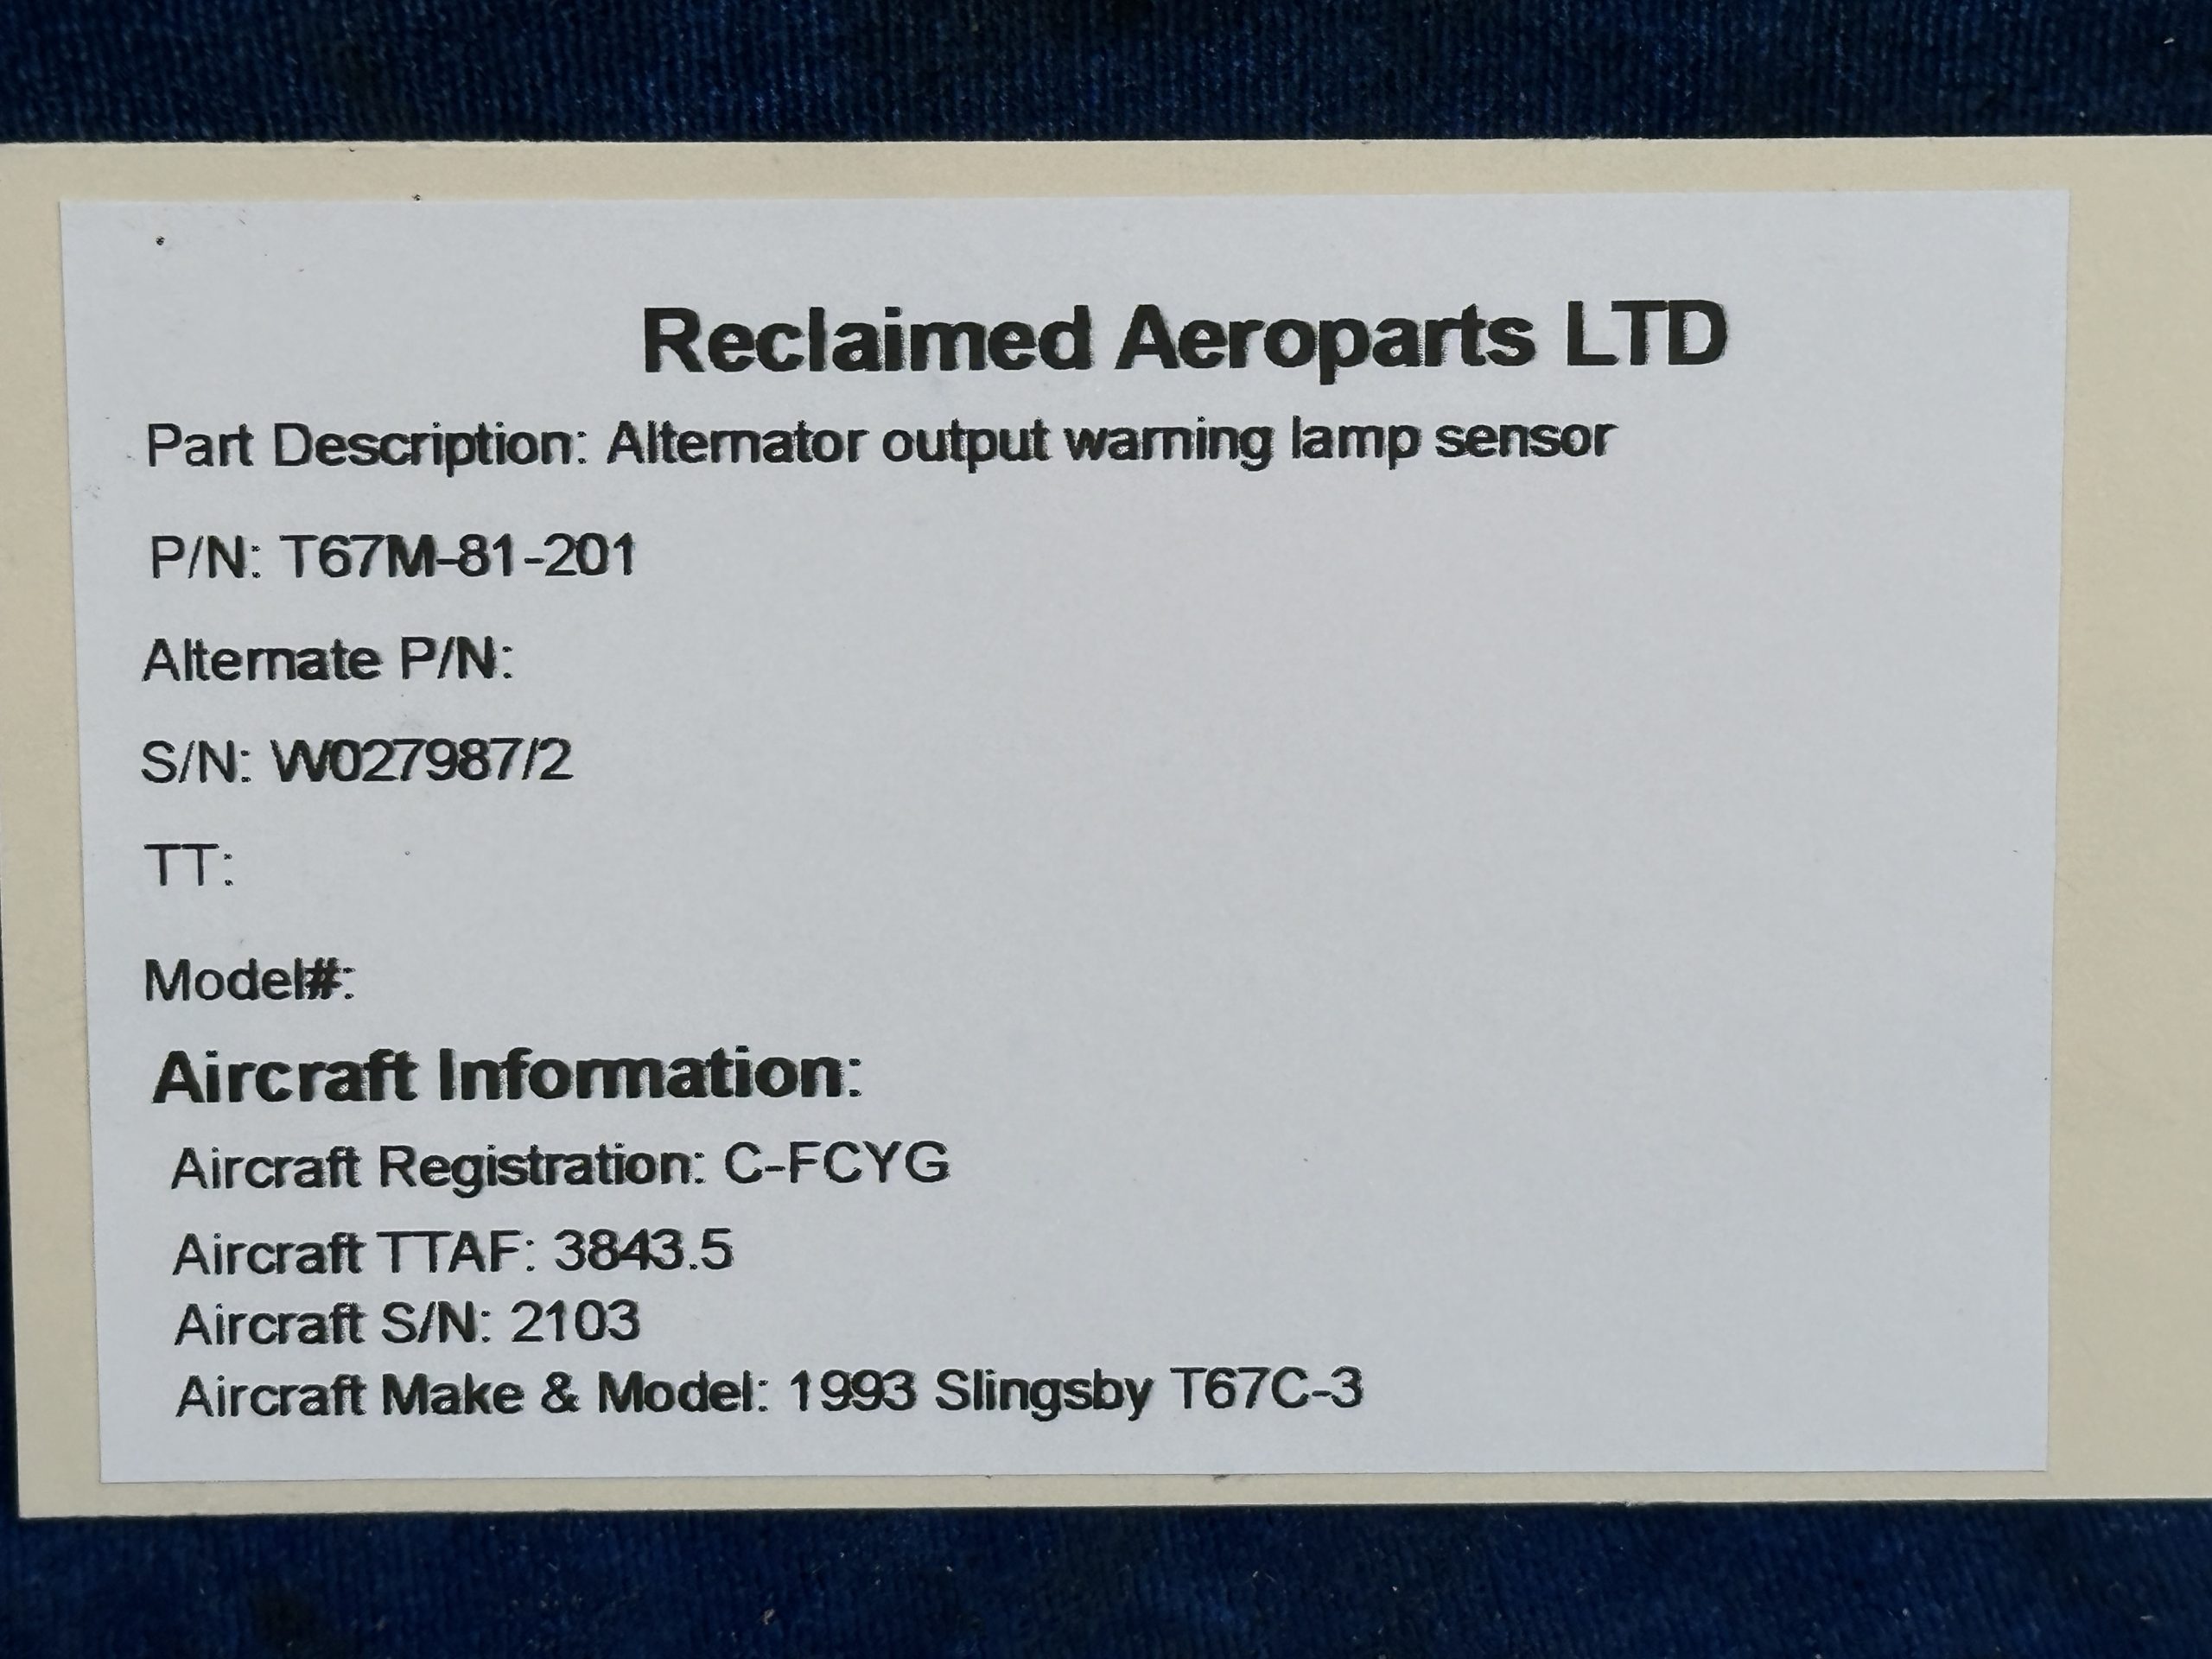 Reclaimed Aeroparts LTD
Part Description: Alternator output warning lamp sensor
P/N: T67M-81-201
Alternate P/N:
S/N: W027987/2
TT:
Model#:
Aircraft Information:
Aircraft Registration: C-FCYG
Aircraft TTAF: 3843.5
Aircraft S/N: 2103
Aircraft Make & Model: 1993 Slingsby T67C-3